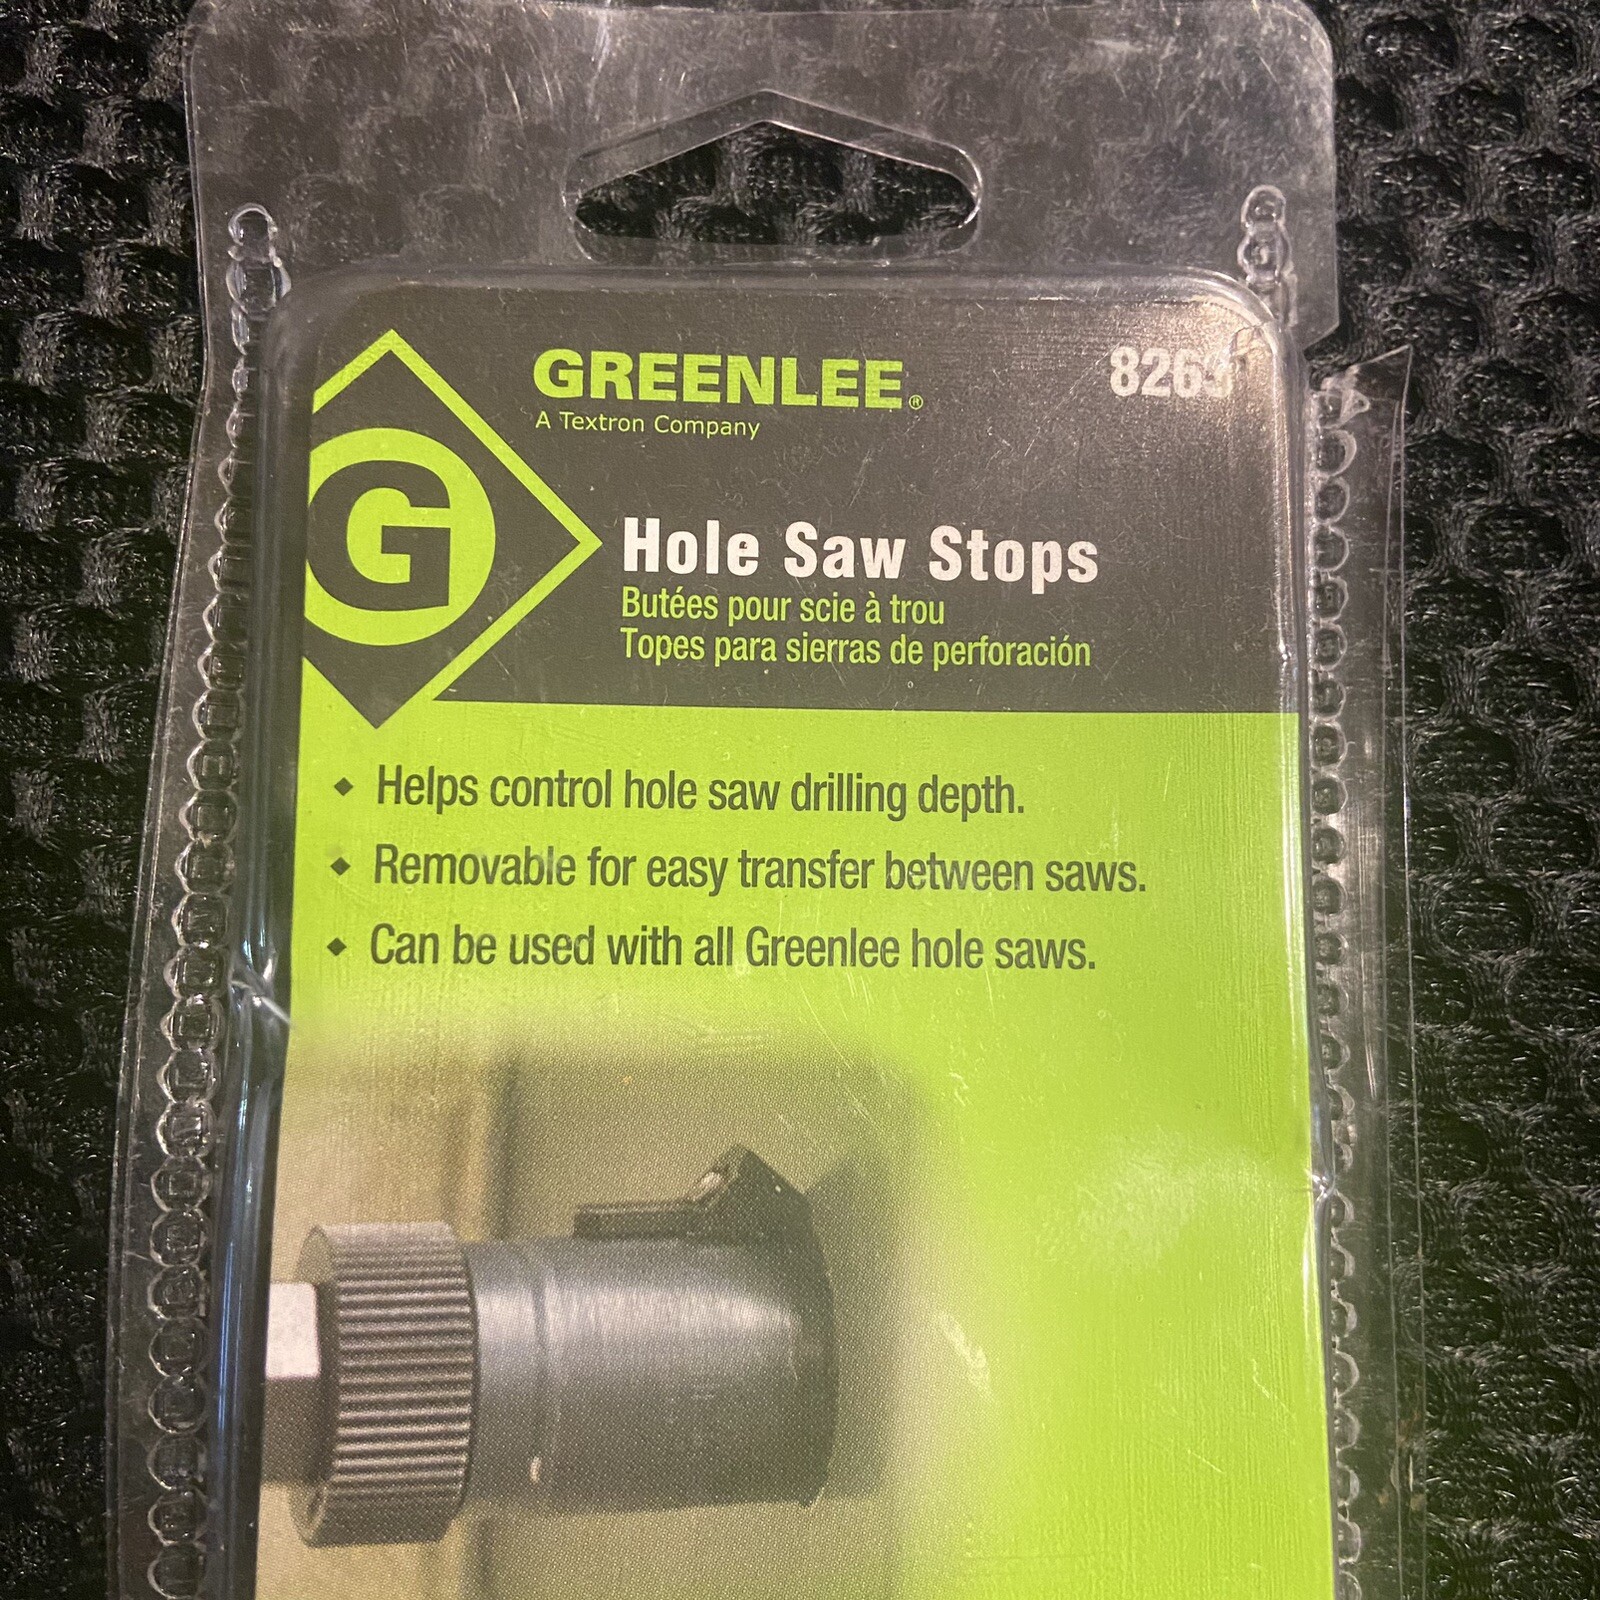 GREENLEE®
A Textron Company
8263
G
Hole Saw Stops
Butées pour scie à trou
Topes para sierras de perforación
◆ Helps control hole saw drilling depth.
◆ Removable for easy transfer between saws.
◆ Can be used with all Greenlee hole saws.